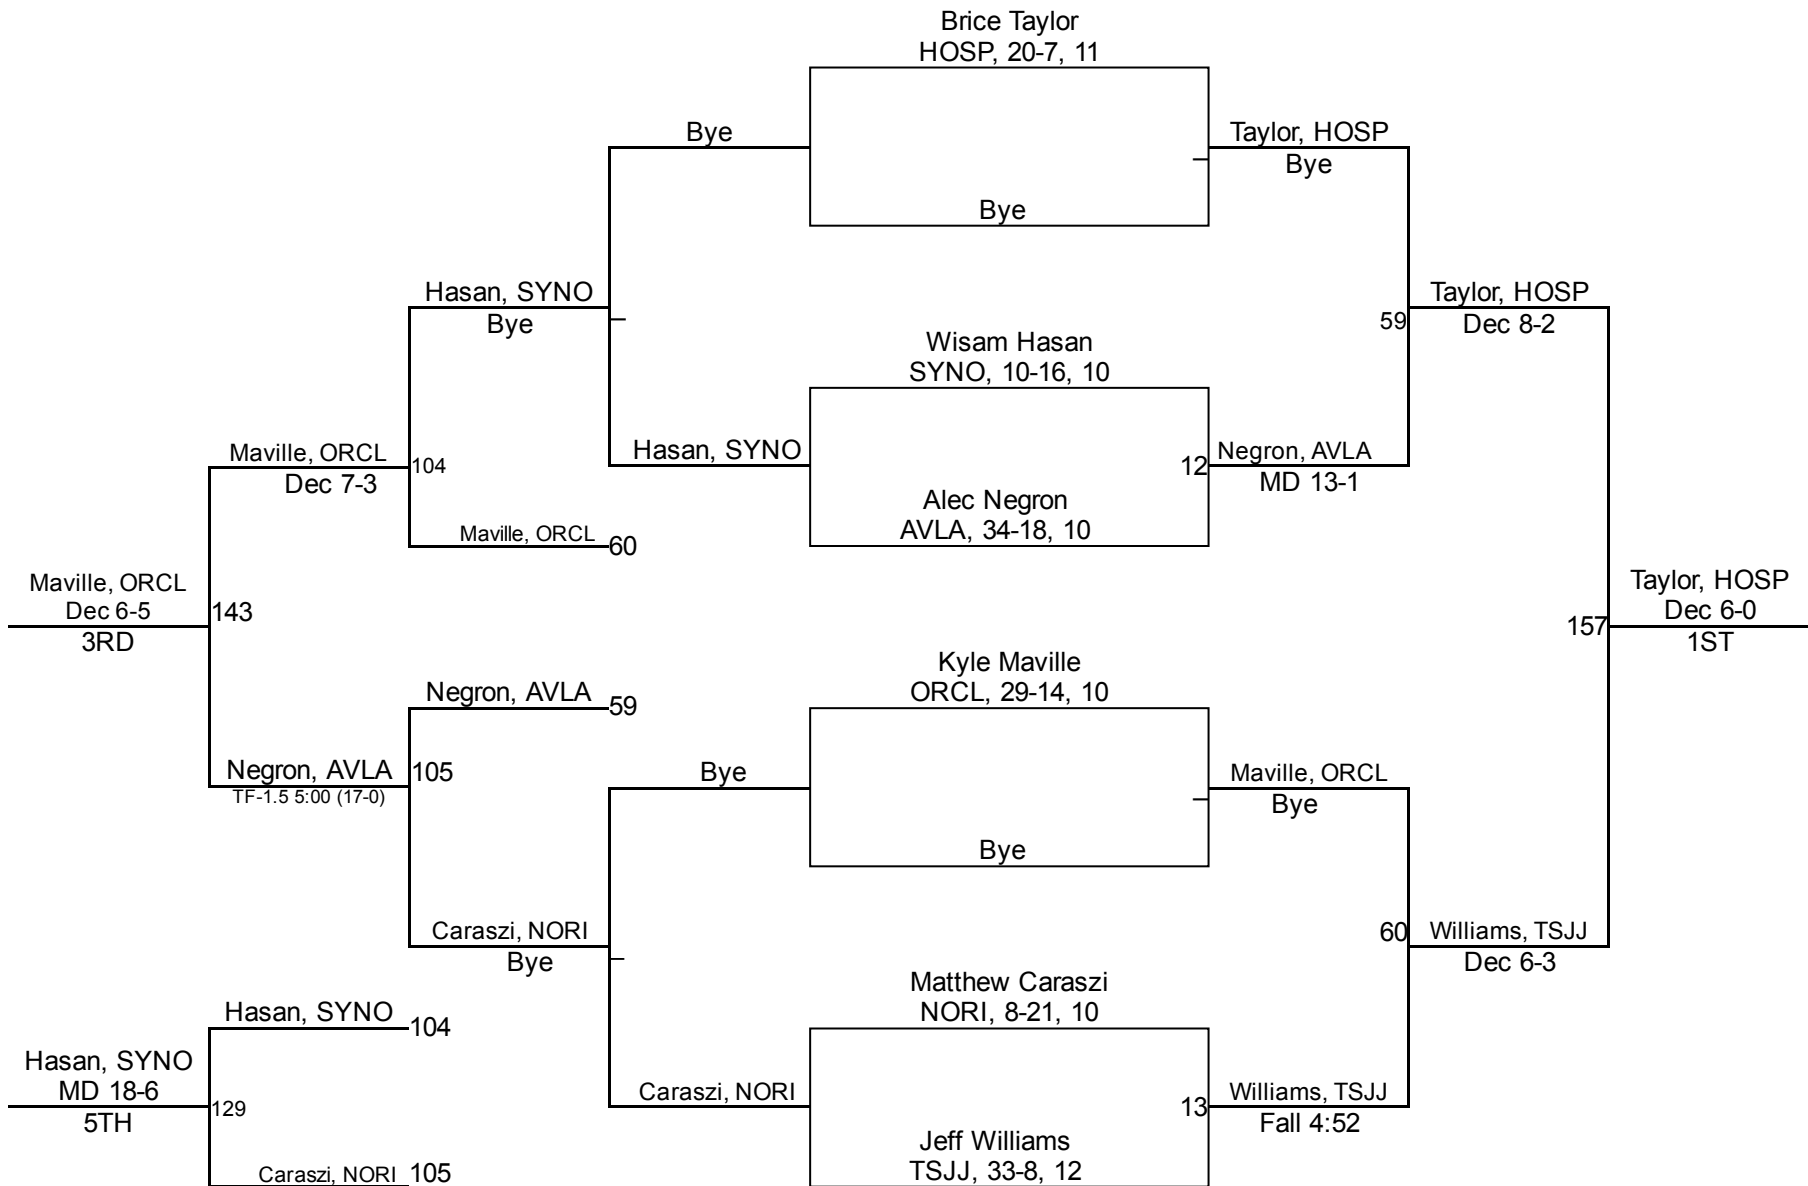 Brice Taylor
HOSP, 20-7, 11
Bye
Taylor, HOSP
Bye
Bye
Hasan, SYNO
Bye
Taylor, HOSP
Dec 8-2
59
Wisam Hasan
SYNO, 10-16, 10
Maville, ORCL
Dec 7-3
104
Hasan, SYNO
12
Negron, AVLA
MD 13-1
Alec Negron
AVLA, 34-18, 10
Maville, ORCL
60
Maville, ORCL
Dec 6-5
3RD
143
157
Taylor, HOSP
Dec 6-0
1ST
Kyle Maville
ORCL, 29-14, 10
Negron, AVLA
59
Negron, AVLA
TF-1.5 5:00 (17-0)
105
Bye
Maville, ORCL
Bye
Bye
Caraszi, NORI
Bye
60
Williams, TSJJ
Dec 6-3
Matthew Caraszi
NORI, 8-21, 10
Hasan, SYNO
104
Hasan, SYNO
MD 18-6
5TH
129
Caraszi, NORI
13
Williams, TSJJ
Fall 4:52
Jeff Williams
TSJJ, 33-8, 12
Caraszi, NORI
105